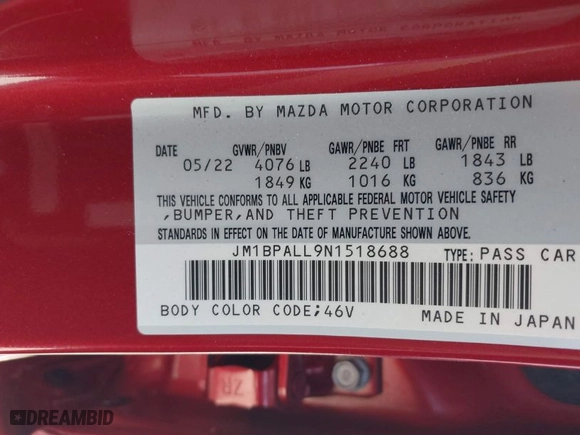 MFD. BY MAZDA MOTOR CORPORATION
DATE GVWR/PNBV GAWR/PNBE FRT GAWR/PNBE RR
05/22 4076 LB 2240 LB 1843 LB
1849 KG 1016 KG 836 KG
THIS VEHICLE CONFORMS TO ALL APPLICABLE FEDERAL MOTOR VEHICLE SAFETY
,BUMPER,AND THEFT PREVENTION
STANDARDS IN EFFECT ON THE DATE OF MANUFACTURE SHOWN ABOVE.
JM1BPALL9N1518688 TYPE: PASS CAR
BODY COLOR CODE;46V MADE IN JAPAN
ZR
DREAMBID